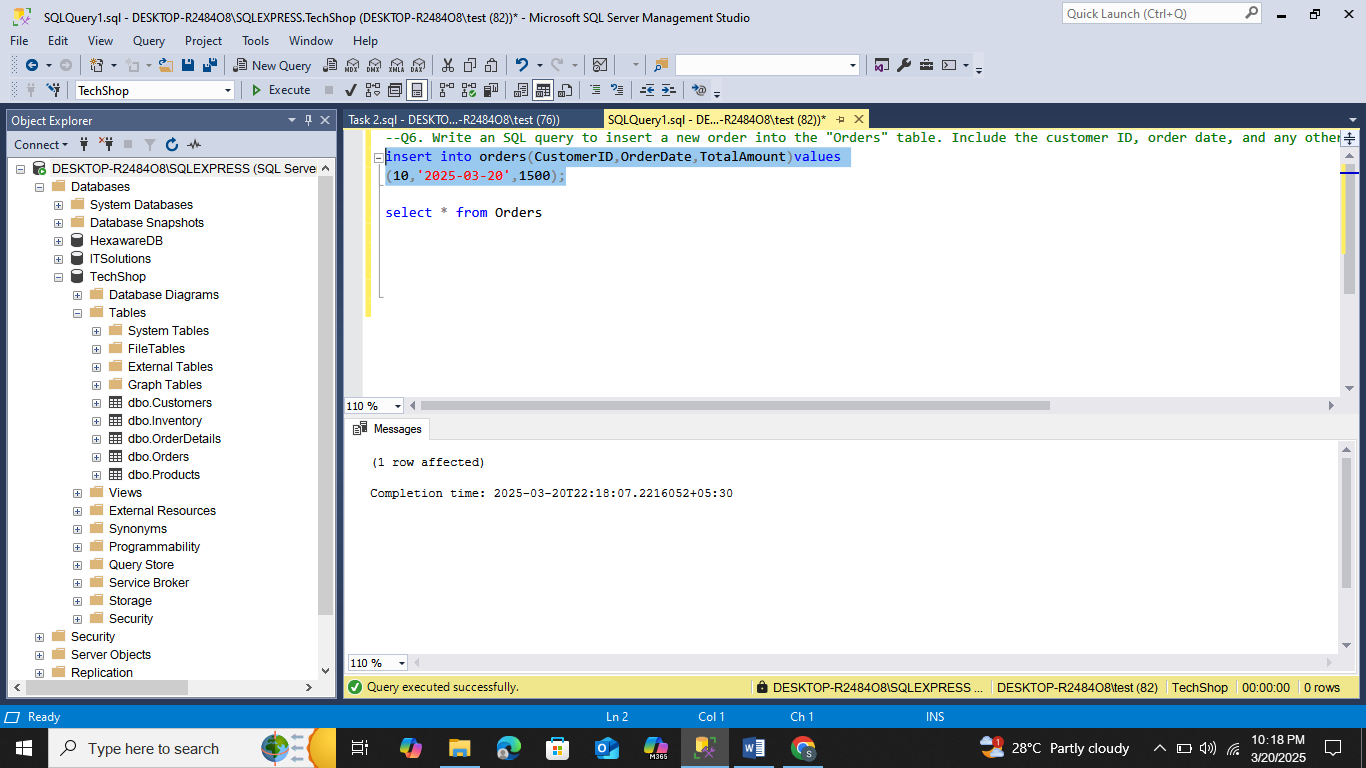 SQLQuery1.sql - DESKTOP-R2484O8\SQLEXPRESS.TechShop (DESKTOP-R2484O8\test (82))* - Microsoft SQL Server Management Studio
Quick Launch (Ctrl+Q)
File Edit View Query Project Tools Window Help
New Query MDX DMX XMLA DAX
TechShop Execute
Object Explorer
Connect
DESKTOP-R2484O8\SQLEXPRESS (SQL Serve
Databases
System Databases
Database Snapshots
HexawareDB
ITSolutions
TechShop
Database Diagrams
Tables
System Tables
FileTables
External Tables
Graph Tables
dbo.Customers
dbo.Inventory
dbo.OrderDetails
dbo.Orders
dbo.Products
Views
External Resources
Synonyms
Programmability
Query Store
Service Broker
Storage
Security
Security
Server Objects
Replication
Task 2.sql - DESKTO...-R2484O8\test (76)) SQLQuery1.sql - DE...-R2484O8\test (82))*
--Q6. Write an SQL query to insert a new order into the "Orders" table. Include the customer ID, order date, and any other
insert into orders(CustomerID,OrderDate,TotalAmount)values
(10,'2025-03-20',1500);
select * from Orders
110 %
Messages
(1 row affected)
Completion time: 2025-03-20T22:18:07.2216052+05:30
110 %
Query executed successfully. DESKTOP-R2484O8\SQLEXPRESS ... DESKTOP-R2484O8\test (82) TechShop 00:00:00 0 rows
Ready Ln 2 Col 1 Ch 1 INS
Type here to search M365 1 28°C Partly cloudy 10:18 PM
3/20/2025